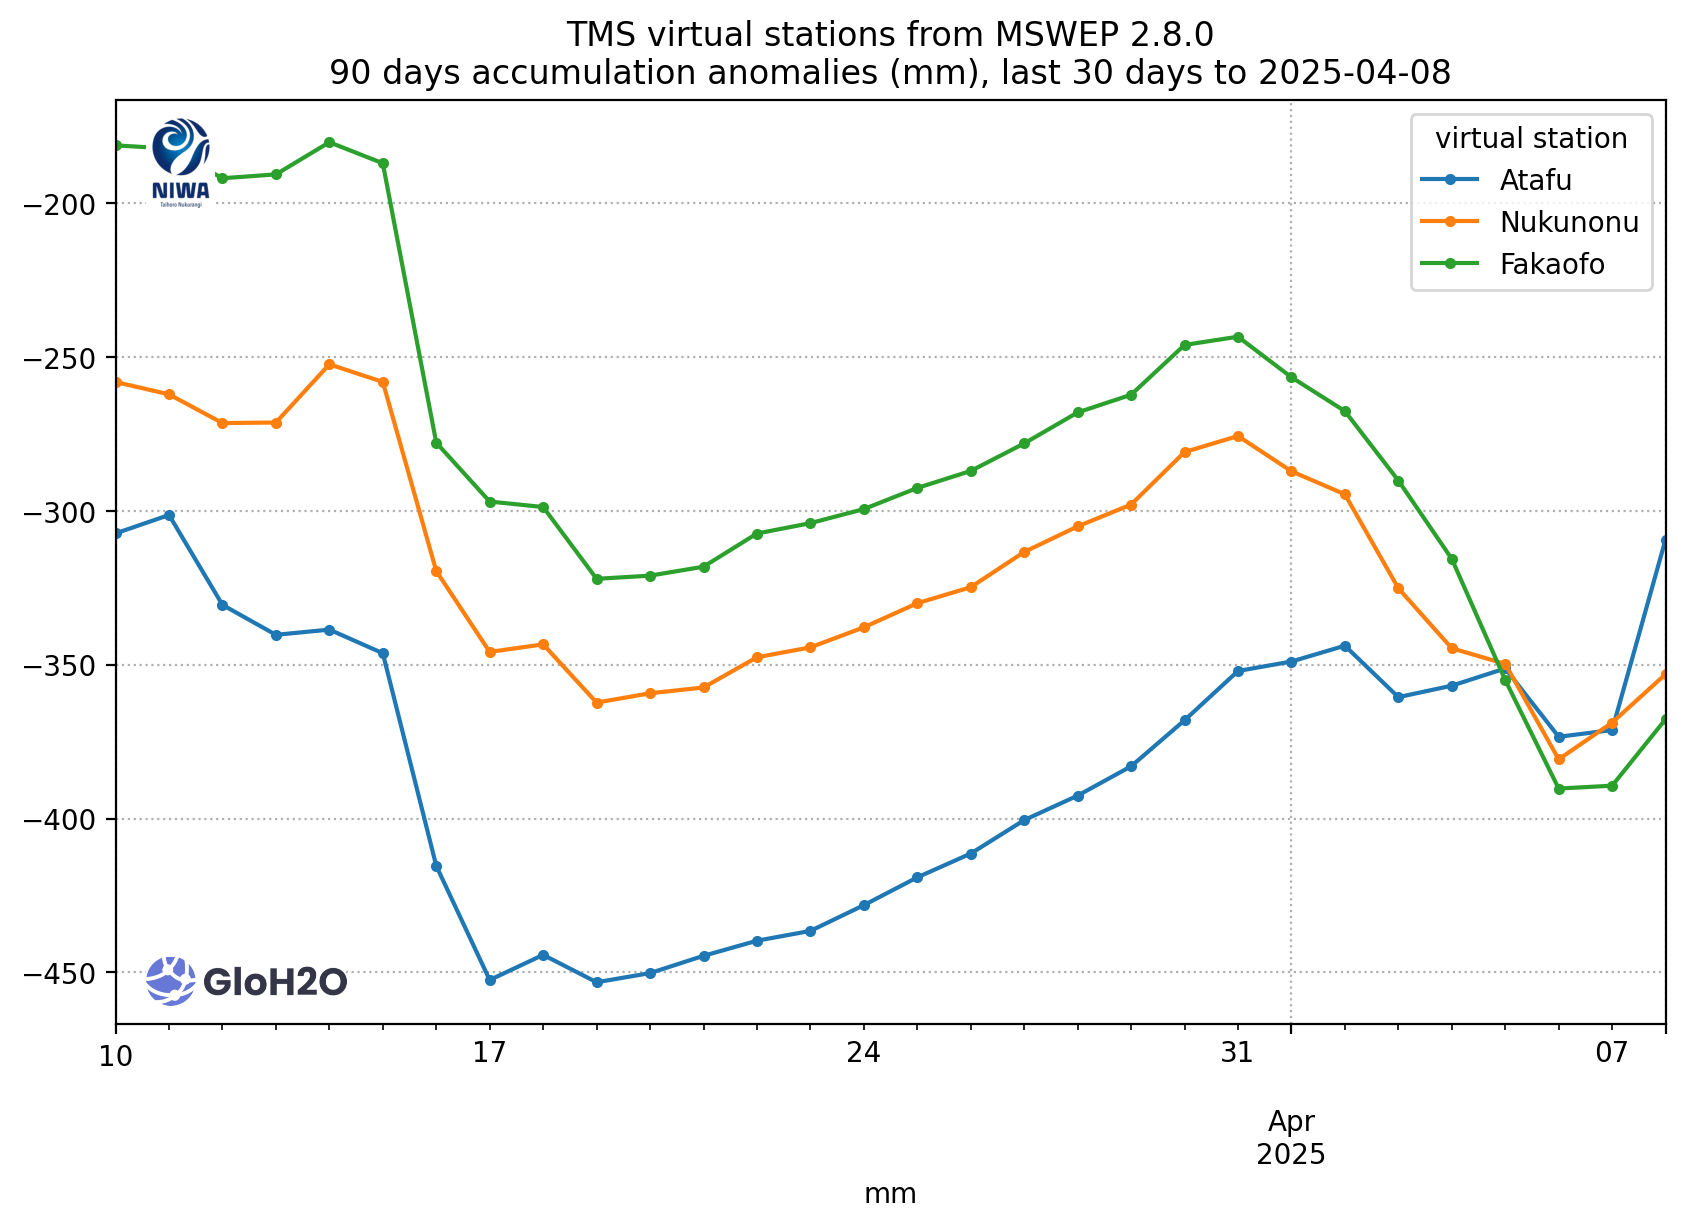 TMS virtual stations from MSWEP 2.8.0
90 days accumulation anomalies (mm), last 30 days to 2025-04-08
NIWA
Taihoro Nukurangi
virtual station
Atafu
Nukunonu
Fakaofo
−200
−250
−300
−350
−400
−450
GloH2O
10
17
24
31
07
Apr
2025
mm